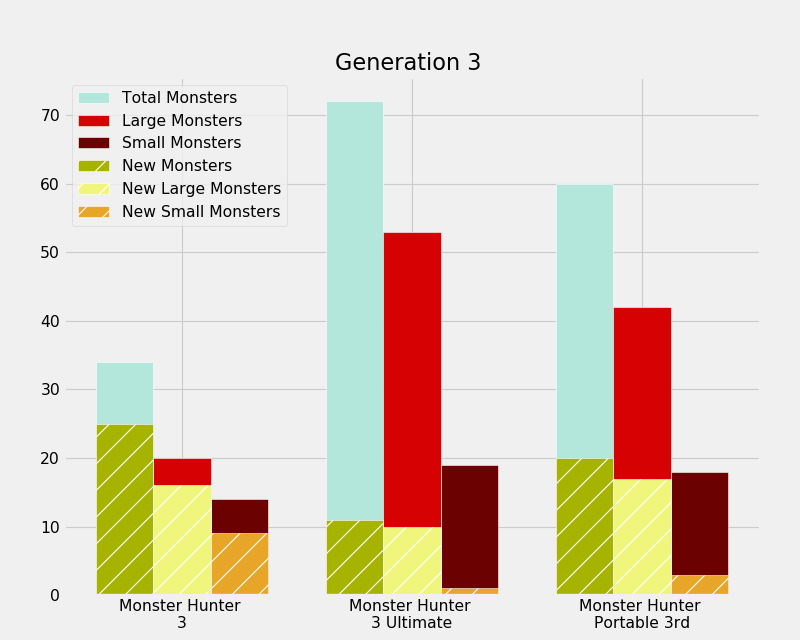 Generation 3
Total Monsters
Large Monsters
Small Monsters
New Monsters
New Large Monsters
New Small Monsters
70
60
50
40
30
20
10
0
Monster Hunter
3
Monster Hunter
3 Ultimate
Monster Hunter
Portable 3rd